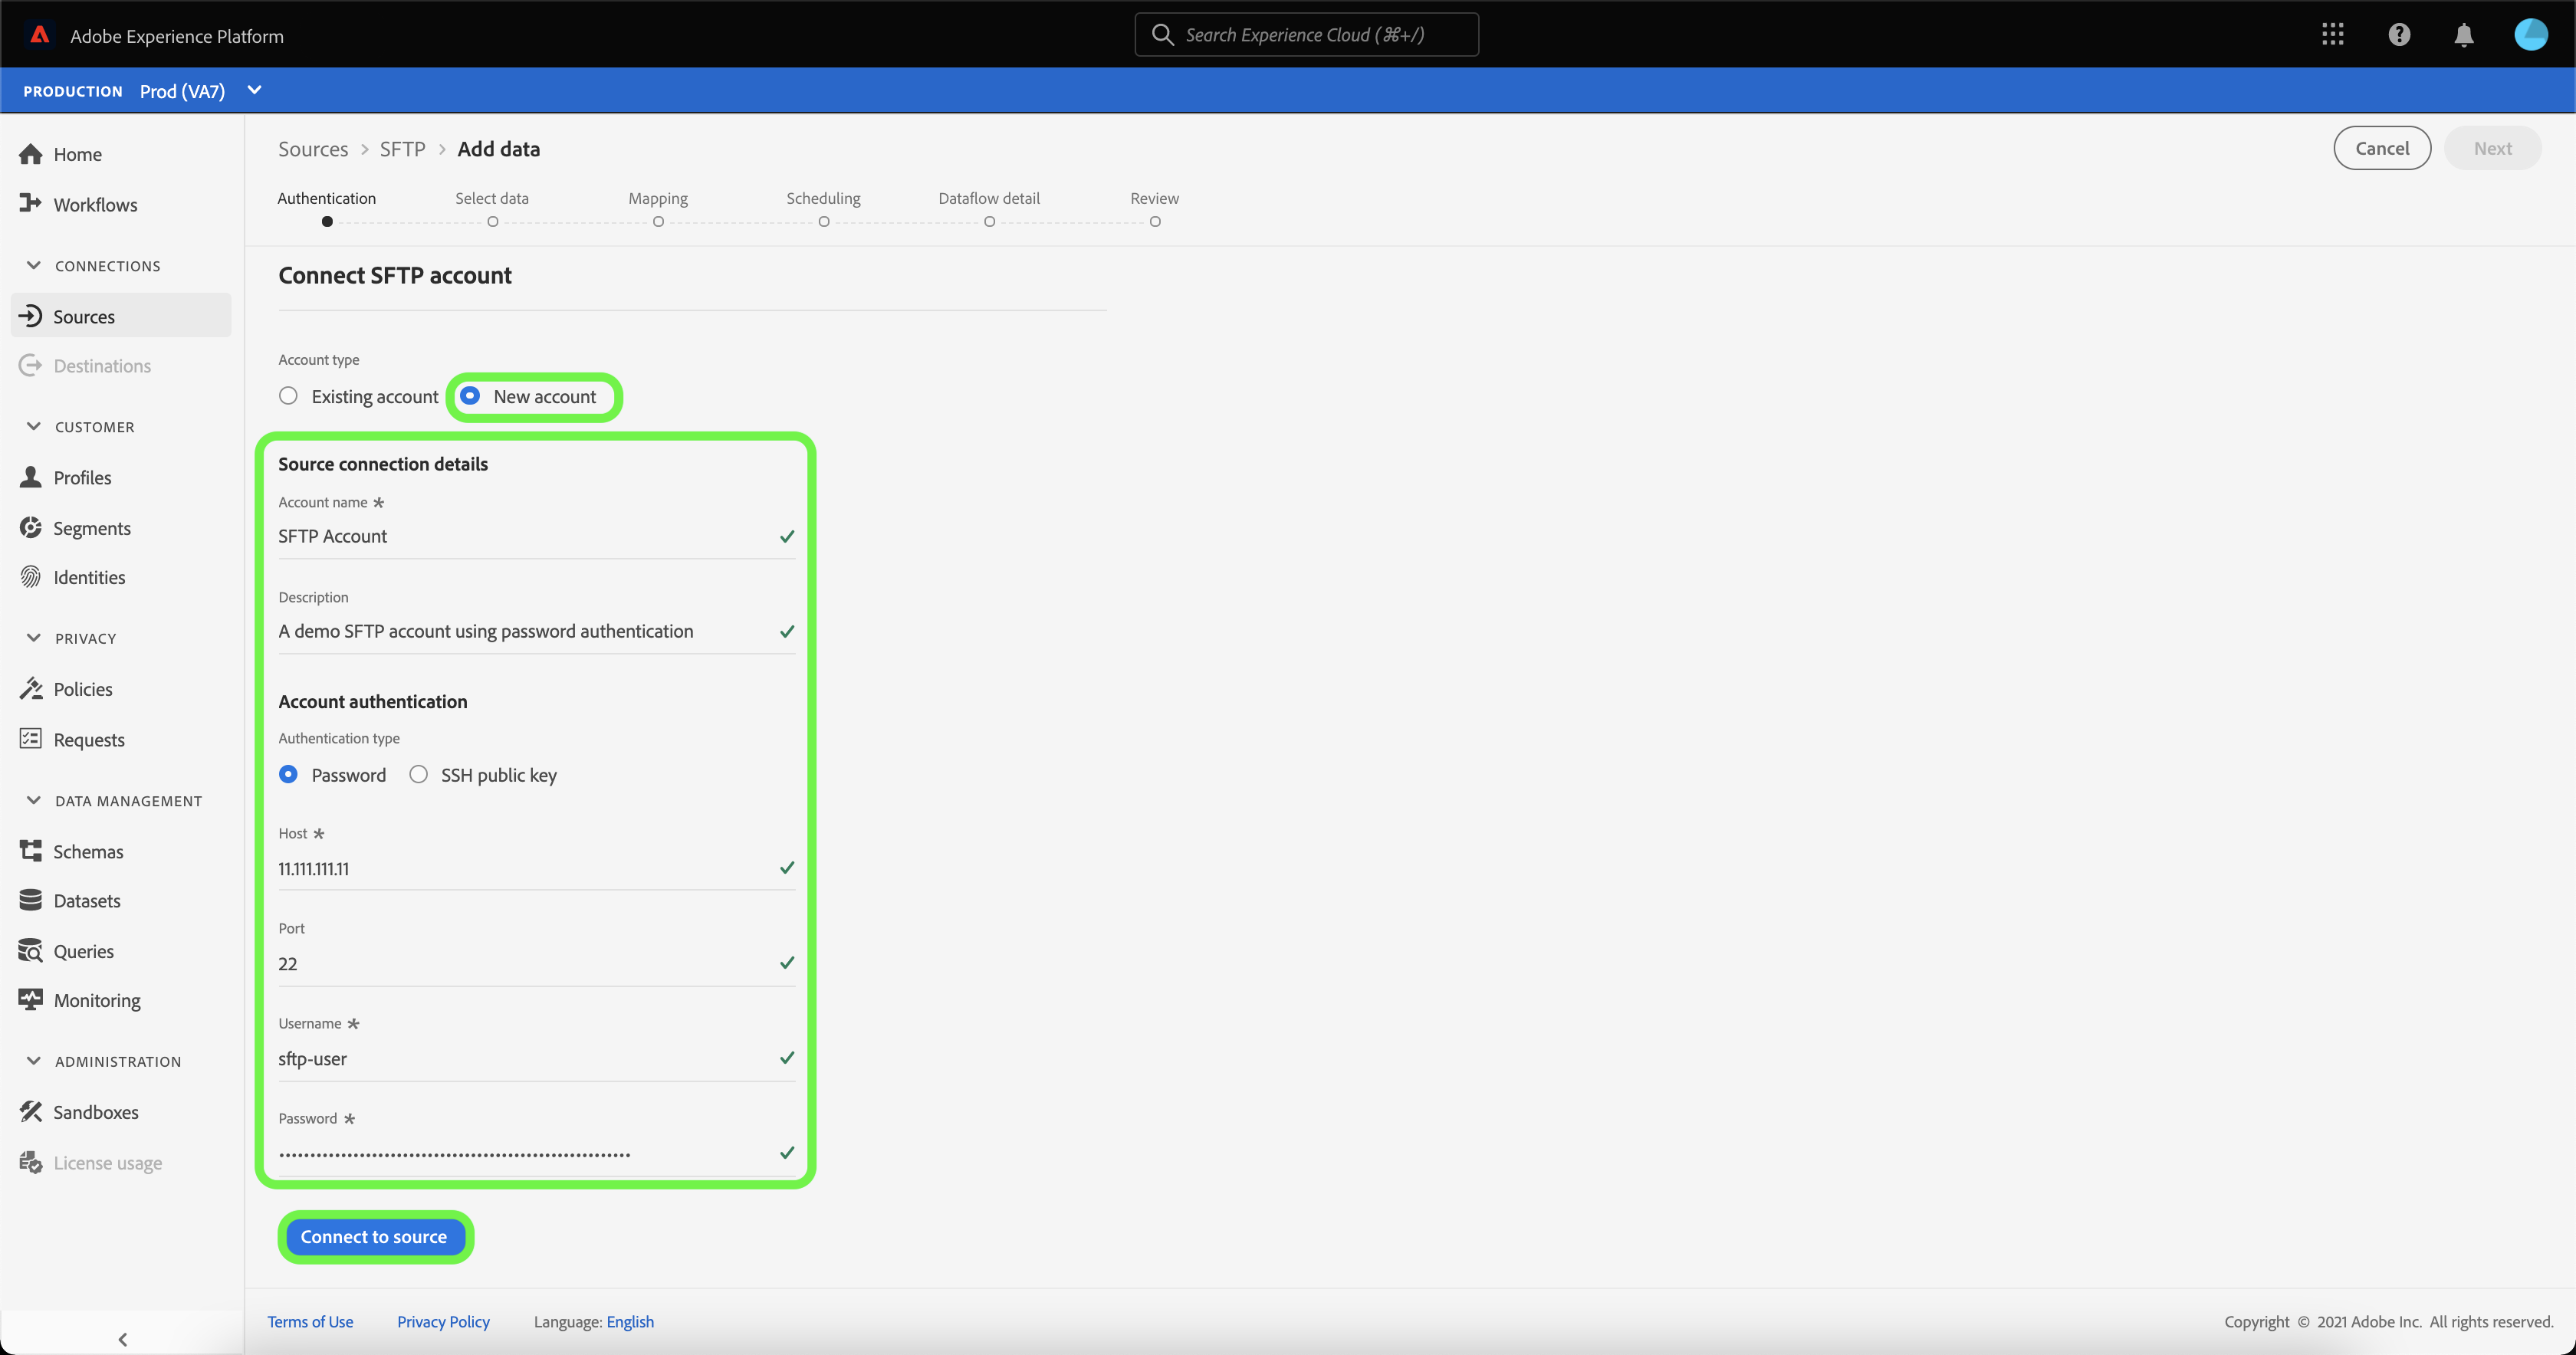 Adobe Experience Platform
Search Experience Cloud (⌘+/)
PRODUCTION Prod (VA7)
Home
Workflows
CONNECTIONS
Sources
Destinations
CUSTOMER
Profiles
Segments
Identities
PRIVACY
Policies
Requests
DATA MANAGEMENT
Schemas
Datasets
Queries
Monitoring
ADMINISTRATION
Sandboxes
License usage
Sources > SFTP > Add data
Cancel
Next
Authentication
Select data
Mapping
Scheduling
Dataflow detail
Review
Connect SFTP account
Account type
Existing account
New account
Source connection details
Account name *
SFTP Account
Description
A demo SFTP account using password authentication
Account authentication
Authentication type
Password
SSH public key
Host *
11.111.111.11
Port
22
Username *
sftp-user
Password *
Connect to source
Terms of Use
Privacy Policy
Language: English
Copyright © 2021 Adobe Inc. All rights reserved.